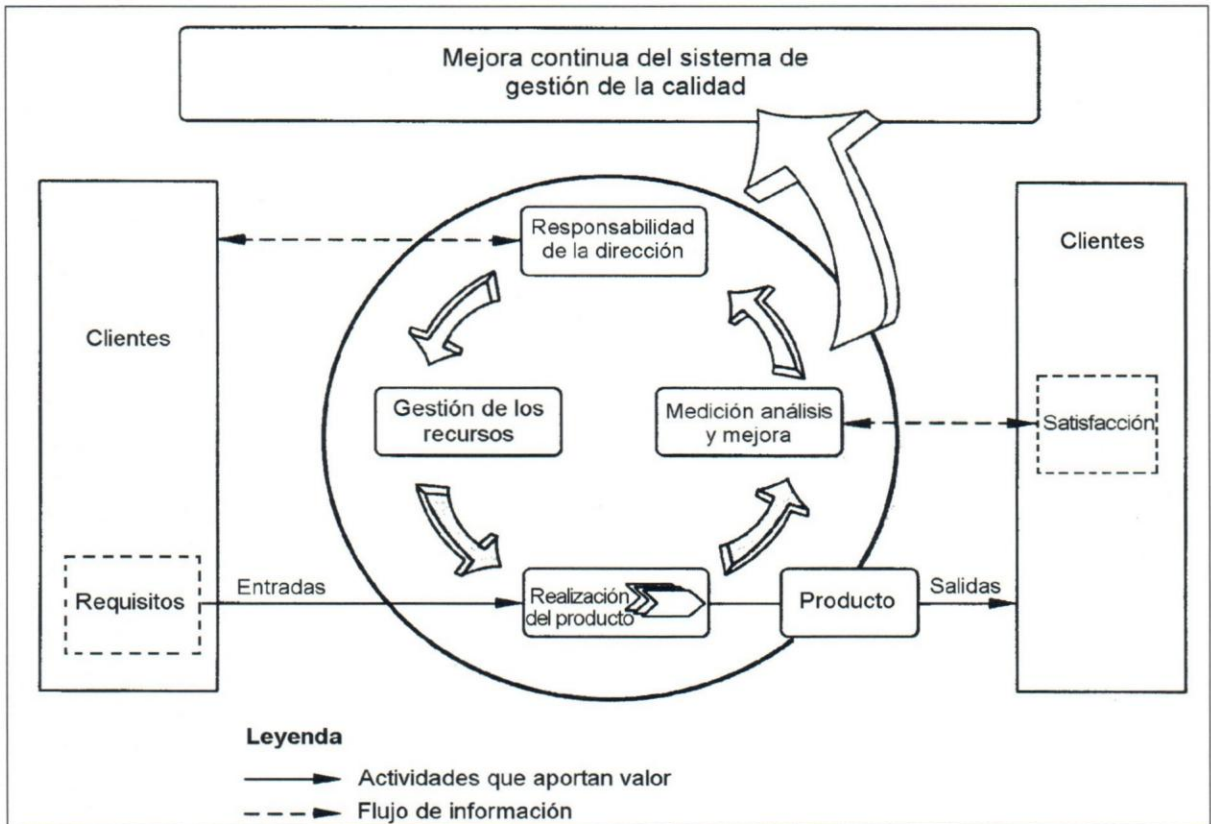 Mejora continua del sistema de
gestión de la calidad
Responsabilidad
de la dirección
Clientes
Clientes
Gestión de los
recursos
Medición análisis
y mejora
Satisfacción
Requisitos
Entradas
Realización
del producto
Producto
Salidas
Leyenda
Actividades que aportan valor
Flujo de información